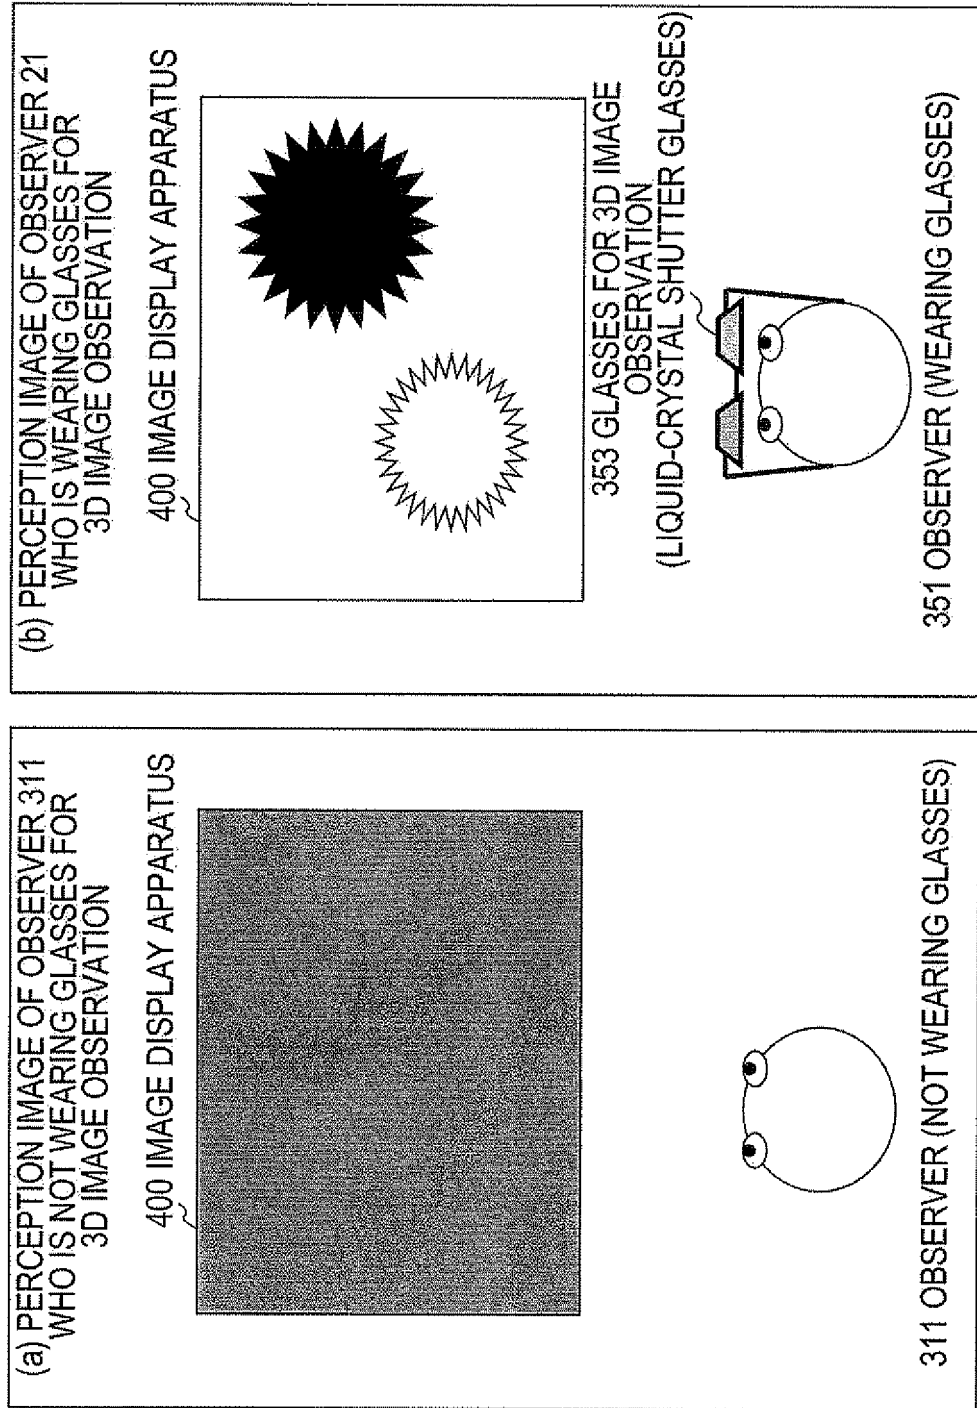 (a) PERCEPTION IMAGE OF OBSERVER 311
WHO IS NOT WEARING GLASSES FOR
3D IMAGE OBSERVATION
400 IMAGE DISPLAY APPARATUS
311 OBSERVER (NOT WEARING GLASSES)
(b) PERCEPTION IMAGE OF OBSERVER 21
WHO IS WEARING GLASSES FOR
3D IMAGE OBSERVATION
400 IMAGE DISPLAY APPARATUS
353 GLASSES FOR 3D IMAGE
OBSERVATION
(LIQUID-CRYSTAL SHUTTER GLASSES)
351 OBSERVER (WEARING GLASSES)